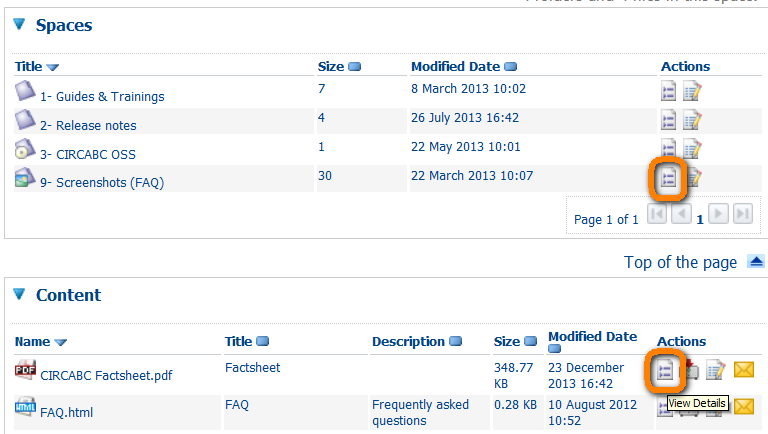 Spaces
Title Size Modified Date Actions
1- Guides & Trainings 7 8 March 2013 10:02
2- Release notes 4 26 July 2013 16:42
3- CIRCABC OSS 1 22 May 2013 10:01
9- Screenshots (FAQ) 30 22 March 2013 10:07
Page 1 of 1 1
Top of the page
Content
Name Title Description Size Modified Date Actions
CIRCABC Factsheet.pdf Factsheet 348.77 23 December
KB 2013 16:42
View Details
FAQ.html FAQ Frequently asked 0.28 KB 10 August 2012
questions 10:52